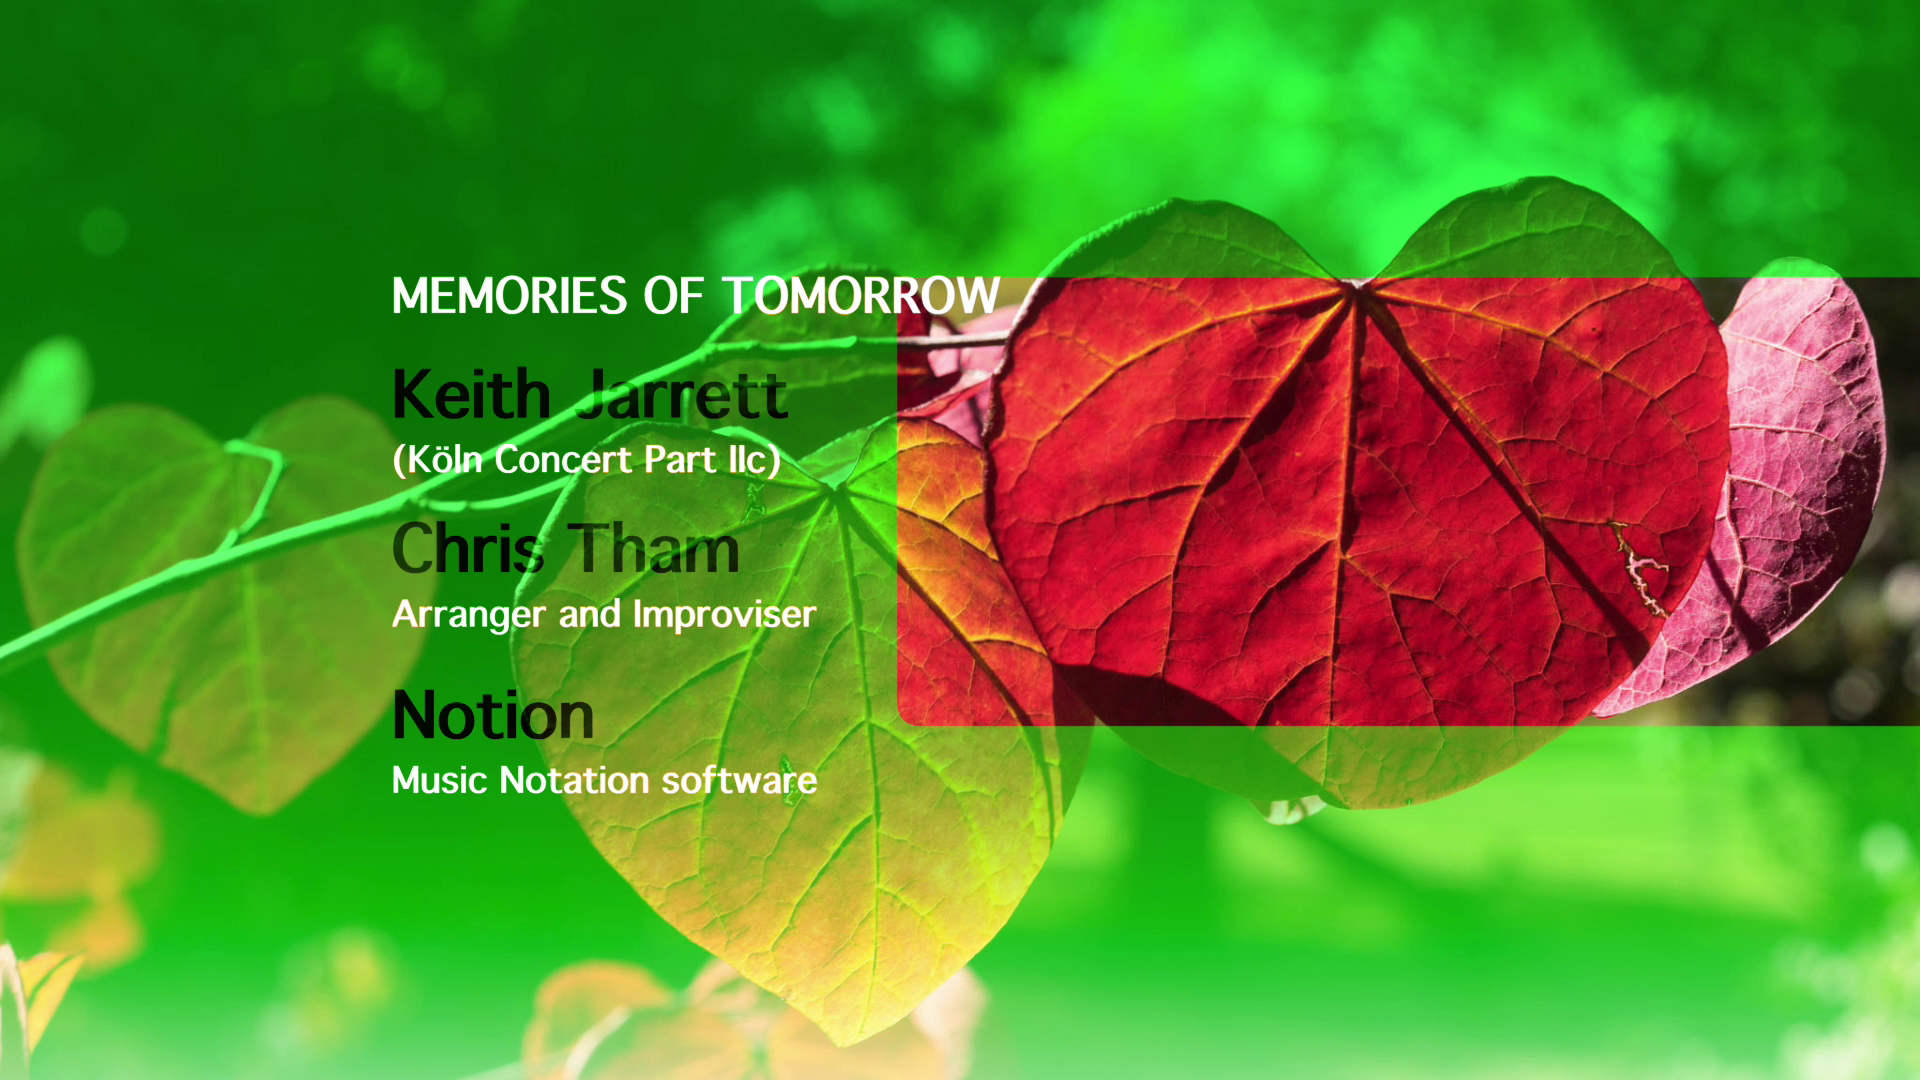 MEMORIES OF TOMORROW
Keith Jarrett
(Köln Concert Part IIc)
Chris Tham
Arranger and Improviser
Notion
Music Notation software